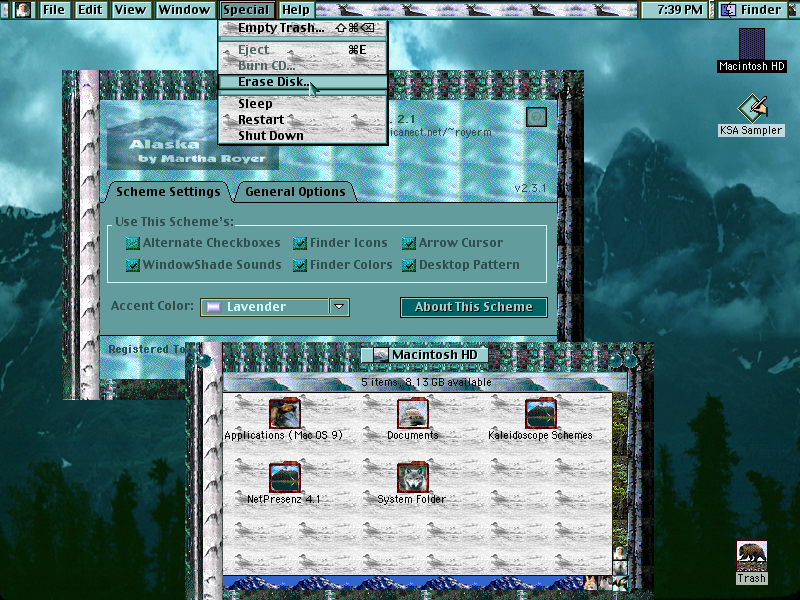 File Edit View Window Special Help 7:39 PM Finder
Empty Trash... ⇧⌘⌫
Eject ⌘E
Burn CD...
Erase Disk...
Sleep
Restart
Shut Down
Macintosh HD
KSA Sampler
Alaska
by Martha Royer
2.1
icanect.net/~royerm
v2.3.1
Scheme Settings General Options
Use This Scheme's:
Alternate Checkboxes Finder Icons Arrow Cursor
WindowShade Sounds Finder Colors Desktop Pattern
Accent Color: Lavender About This Scheme
Registered To
Macintosh HD
5 items, 8.13 GB available
Applications (Mac OS 9) Documents Kaleidoscope Schemes
NetPresenz 4.1 System Folder
Trash